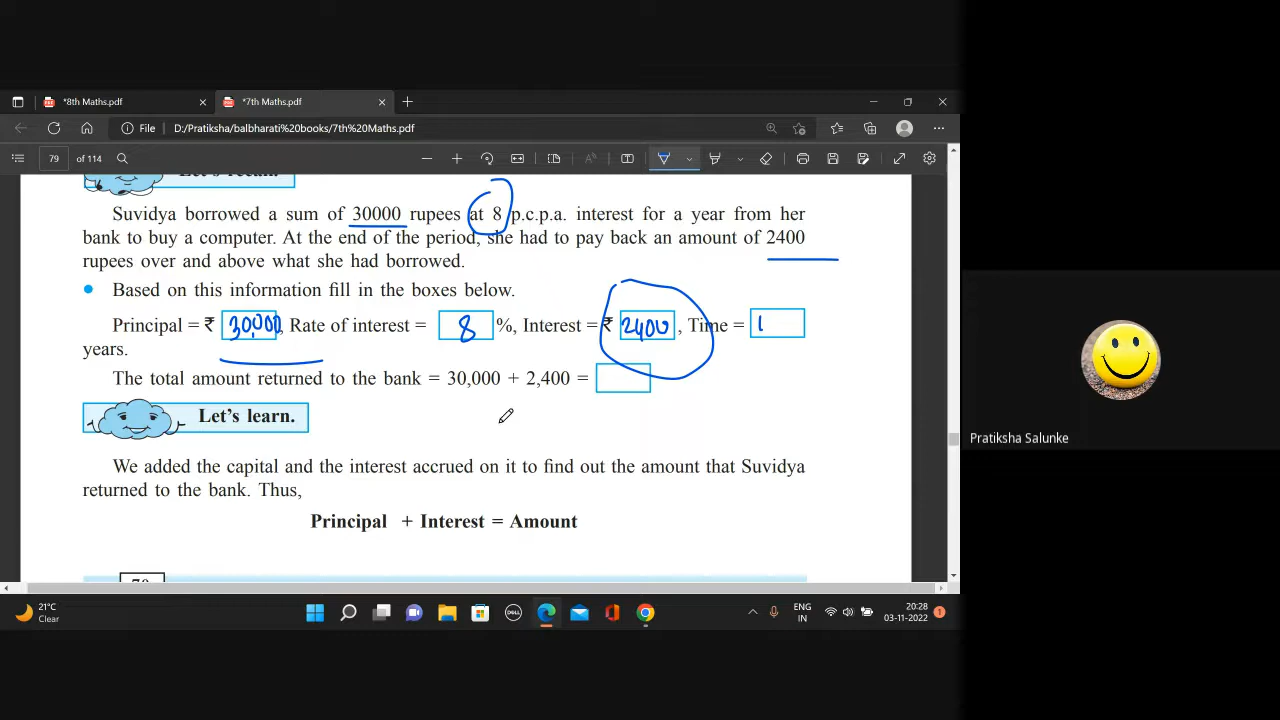 *8th Maths.pdf
*7th Maths.pdf
File D:/Pratiksha/balbharati%20books/7th%20Maths.pdf
79 of 114
Let's recall.
Suvidya borrowed a sum of 30000 rupees at 8 p.c.p.a. interest for a year from her
bank to buy a computer. At the end of the period, she had to pay back an amount of 2400
rupees over and above what she had borrowed.
• Based on this information fill in the boxes below.
Principal = ₹ 30,000, Rate of interest = 8 %, Interest = ₹ 2400, Time = 1
years.
The total amount returned to the bank = 30,000 + 2,400 =
Let's learn.
We added the capital and the interest accrued on it to find out the amount that Suvidya
returned to the bank. Thus,
Principal + Interest = Amount
Pratiksha Salunke
21°C
Clear
DELL
ENG
IN
20:28
03-11-2022
1